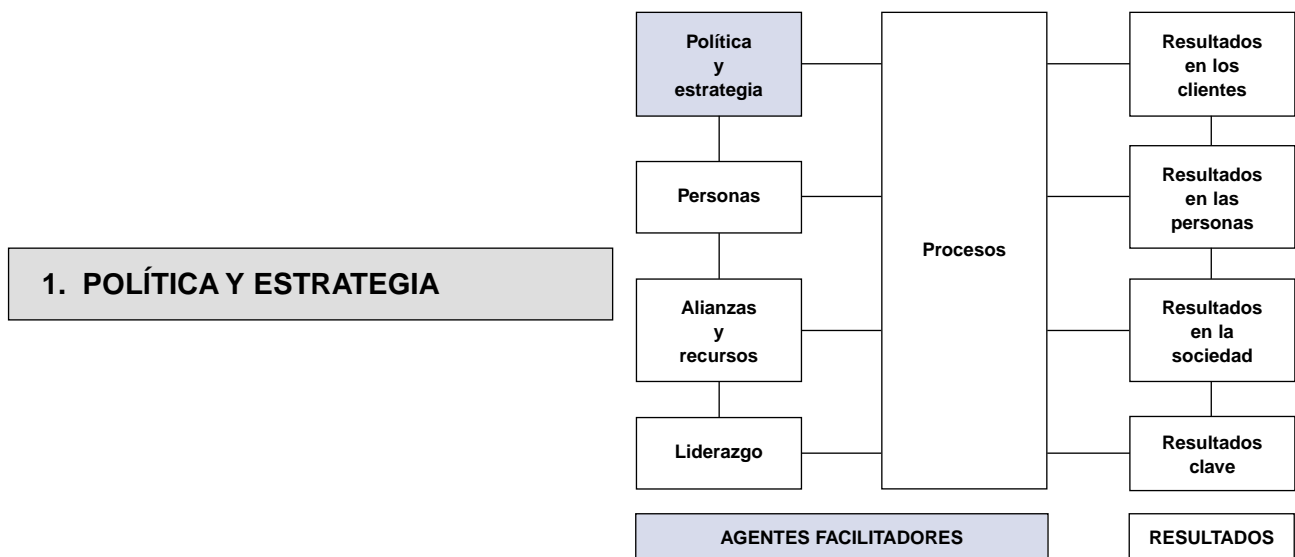 1. POLÍTICA Y ESTRATEGIA
Política
y
estrategia
Personas
Alianzas
y
recursos
Liderazgo
Procesos
Resultados
en los
clientes
Resultados
en las
personas
Resultados
en la
sociedad
Resultados
clave
AGENTES FACILITADORES
RESULTADOS